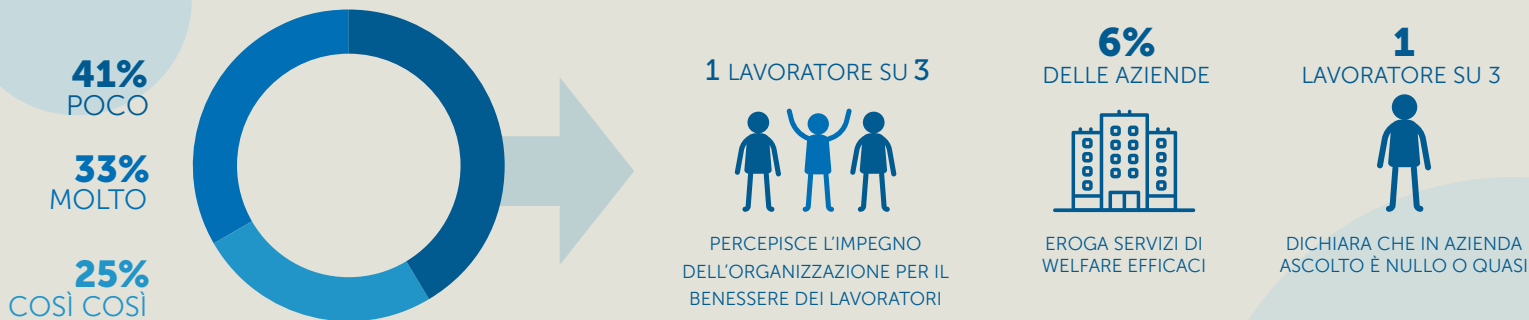 41%
POCO
33%
MOLTO
25%
COSÌ COSÌ
1 LAVORATORE SU 3
PERCEPISCE L'IMPEGNO
DELL'ORGANIZZAZIONE PER IL
BENESSERE DEI LAVORATORI
6%
DELLE AZIENDE
EROGA SERVIZI DI
WELFARE EFFICACI
1
LAVORATORE SU 3
DICHIARA CHE IN AZIENDA
ASCOLTO È NULLO O QUASI